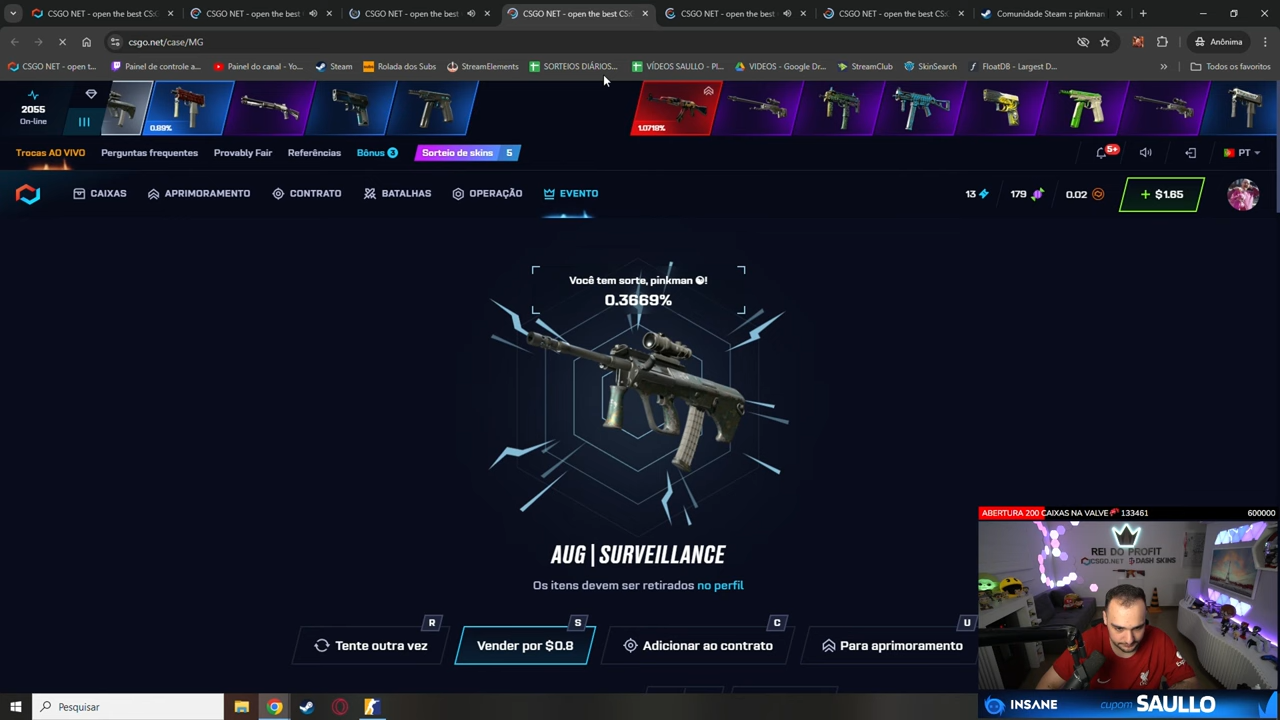 CSGO NET - open the best CS
CSGO NET - open the best
CSGO NET - open the best
CSGO NET - open the best CS
CSGO NET - open the best
CSGO NET - open the best CS
Comunidade Steam :: pinkman
csgo.net/case/MG
Anônima
CSGO NET - open t...
Painel de controle a...
Painel do canal - Yo...
Steam
Rolada dos Subs
StreamElements
SORTEIOS DIÁRIOS...
VÍDEOS SAULLO - Pl...
VIDEOS - Google Dr...
StreamClub
SkinSearch
FloatDB - Largest D...
Todos os favoritos
2055
On-line
0.89%
1.0719%
Trocas AO VIVO
Perguntas frequentes
Provably Fair
Referências
Bônus 3
Sorteio de skins 5
5+
PT
CAIXAS
APRIMORAMENTO
CONTRATO
BATALHAS
OPERAÇÃO
EVENTO
13
179
0.02
+ $1.65
Você tem sorte, pinkman !
0.3669%
AUG | SURVEILLANCE
Os itens devem ser retirados no perfil
R
S
C
U
Tente outra vez
Vender por $0.8
Adicionar ao contrato
Para aprimoramento
ABERTURA 200 CAIXAS NA VALVE 133461
600000
REI DO PROFIT
CSGO.NET DASH SKINS
INSANE
cupom SAULLO
Pesquisar